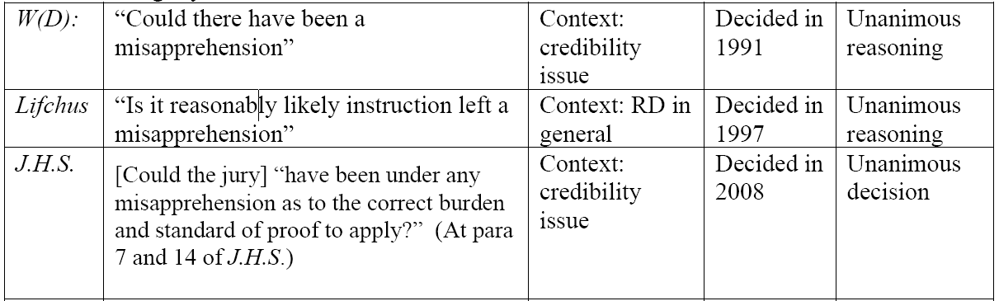 W(D):
“Could there have been a
misapprehension”
Context:
credibility
issue
Decided in
1991
Unanimous
reasoning
Lifchus
“Is it reasonably likely instruction left a
misapprehension”
Context: RD in
general
Decided in
1997
Unanimous
reasoning
J.H.S.
[Could the jury] “have been under any
misapprehension as to the correct burden
and standard of proof to apply?” (At para
7 and 14 of J.H.S.)
Context:
credibility
issue
Decided in
2008
Unanimous
decision